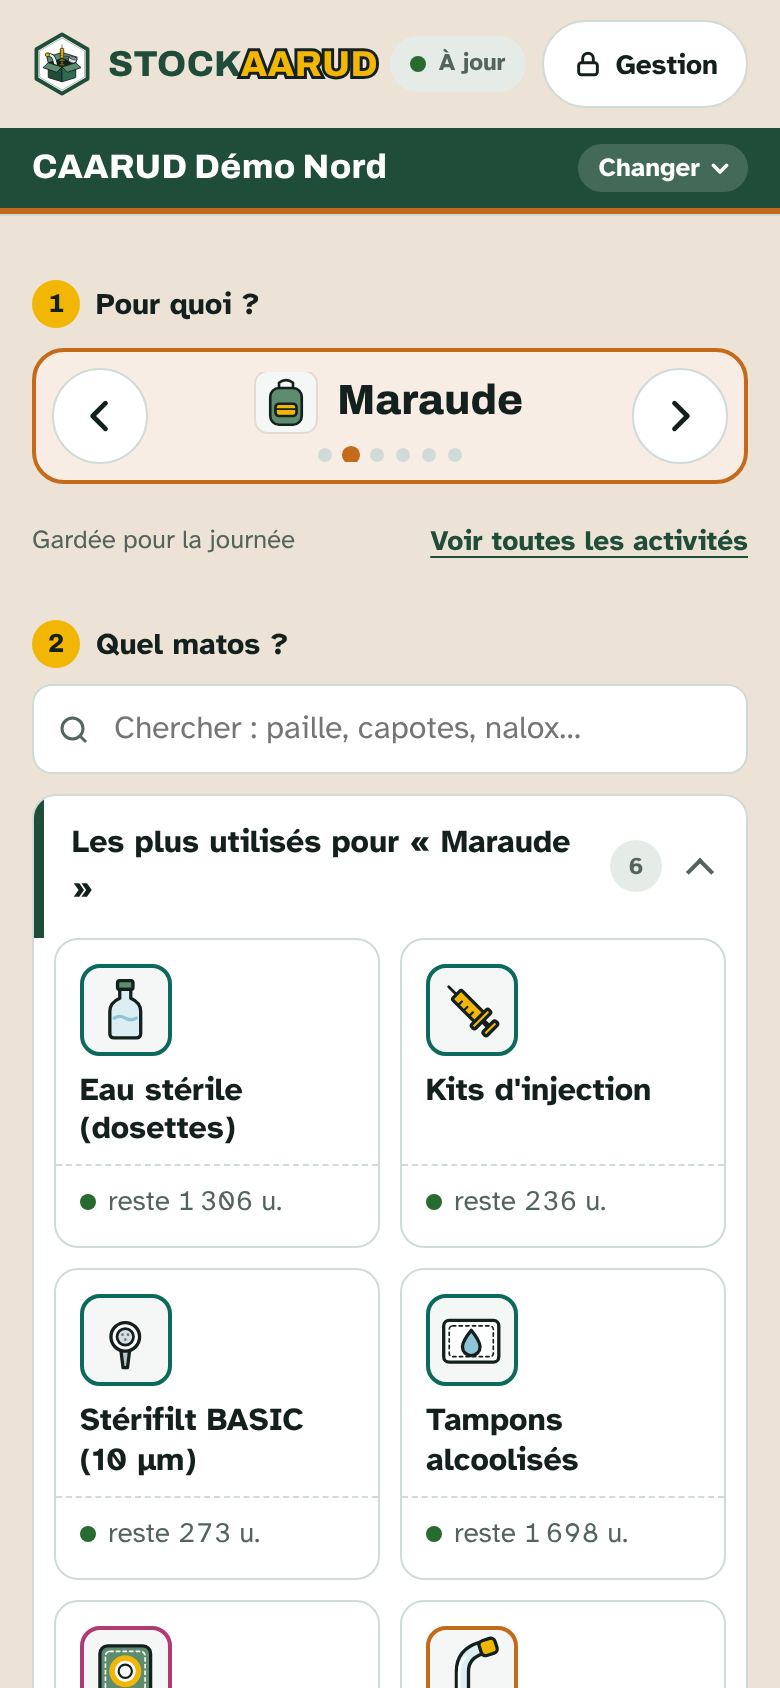 STOCKAARUD
À jour
Gestion
CAARUD Démo Nord
Changer
1
Pour quoi ?
Maraude
Gardée pour la journée
Voir toutes les activités
2
Quel matos ?
Chercher : paille, capotes, nalox...
Les plus utilisés pour « Maraude
»
6
Eau stérile
(dosettes)
reste 1 306 u.
Kits d'injection
reste 236 u.
Stérifilt BASIC
(10 µm)
reste 273 u.
Tampons
alcoolisés
reste 1 698 u.